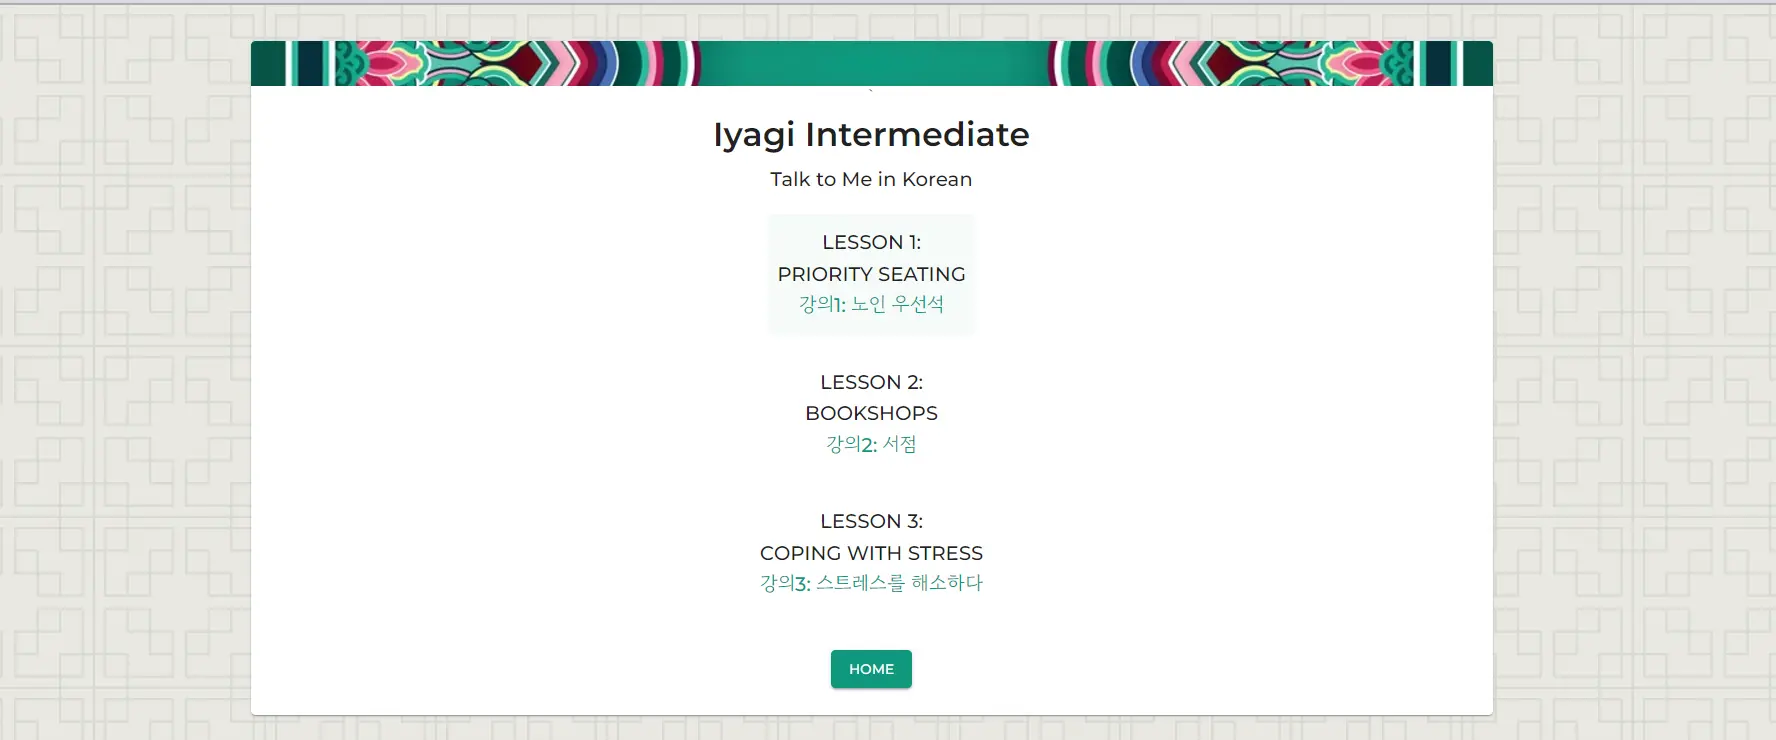 `
Iyagi Intermediate
Talk to Me in Korean
LESSON 1:
PRIORITY SEATING
강의1: 노인 우선석
LESSON 2:
BOOKSHOPS
강의2: 서점
LESSON 3:
COPING WITH STRESS
강의3: 스트레스를 해소하다
HOME